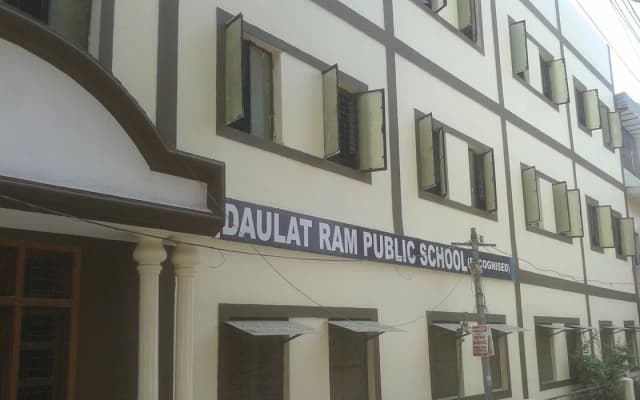 DAULAT RAM PUBLIC SCHOOL (RECOGNISED)